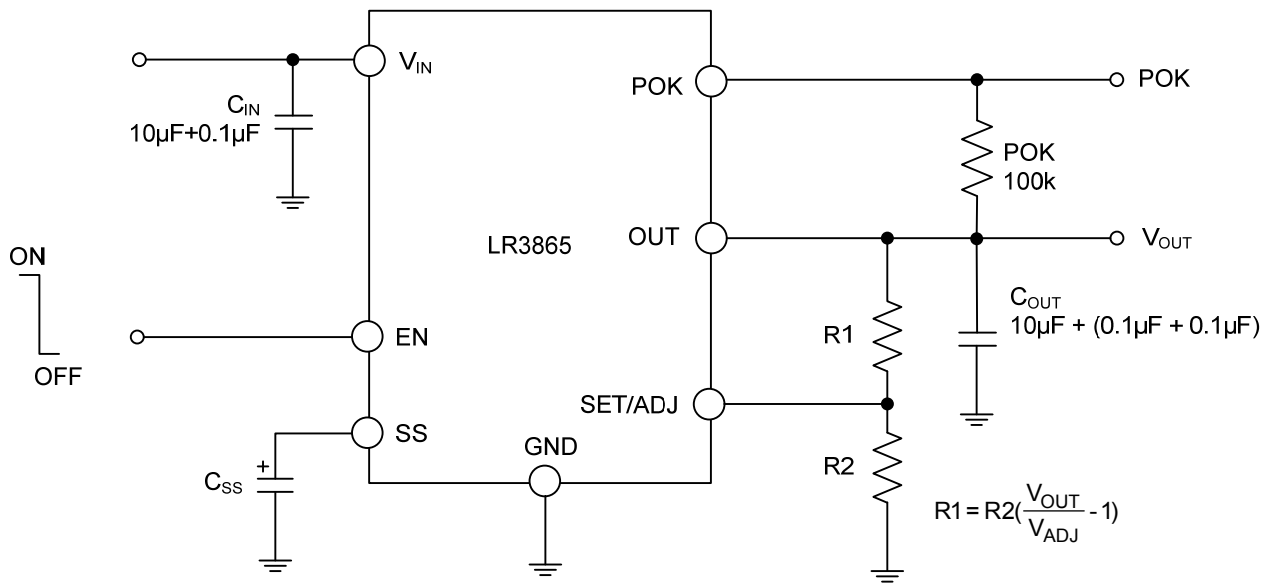 V_IN
POK
POK
C_IN
10µF+0.1µF
POK
100k
LR3865
OUT
V_OUT
ON
OFF
EN
C_OUT
10µF + (0.1µF + 0.1µF)
R1
SET/ADJ
SS
C_SS
+
GND
R2
R1 = R2(V_OUT/V_ADJ - 1)